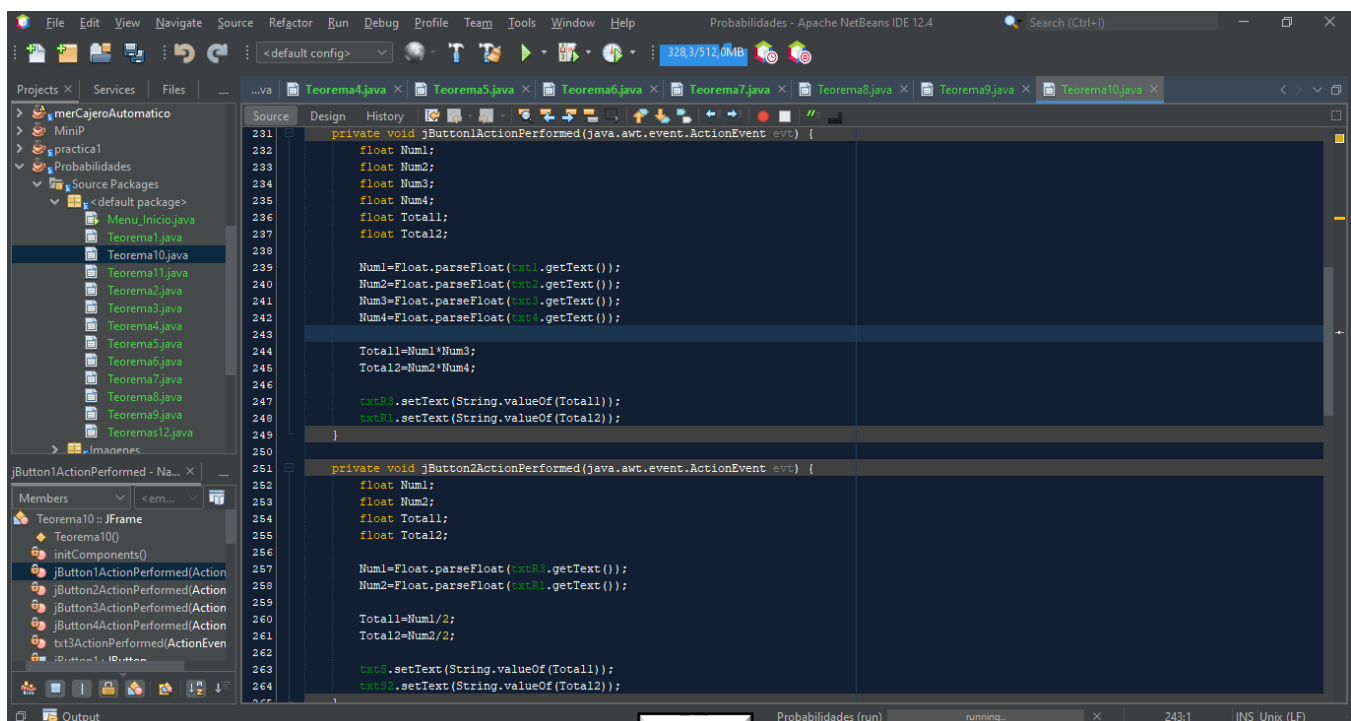 File Edit View Navigate Source Refactor Run Debug Profile Team Tools Window Help Probabilidades - Apache NetBeans IDE 12.4 Search (Ctrl+I)
<default config> 328,3/512,0MB
Projects Services Files
...va Teorema4.java Teorema5.java Teorema6.java Teorema7.java Teorema8.java Teorema9.java Teorema10.java
merCajeroAutomatico
MiniP
practica1
Probabilidades
Source Packages
<default package>
Menu_Inicio.java
Teorema1.java
Teorema10.java
Teorema11.java
Teorema2.java
Teorema3.java
Teorema4.java
Teorema5.java
Teorema6.java
Teorema7.java
Teorema8.java
Teorema9.java
Teoremas12.java
Imagenes
jButton1ActionPerformed - Na...
Members <em...
Teorema10 :: JFrame
Teorema10()
initComponents()
jButton1ActionPerformed(Action
jButton2ActionPerformed(Action
jButton3ActionPerformed(Action
jButton4ActionPerformed(Action
txt3ActionPerformed(ActionEven
jButton1 : JButton
Source Design History
231 private void jButton1ActionPerformed(java.awt.event.ActionEvent evt) {
232 float Num1;
233 float Num2;
234 float Num3;
235 float Num4;
236 float Total1;
237 float Total2;
238
239 Num1=Float.parseFloat(txt1.getText());
240 Num2=Float.parseFloat(txt2.getText());
241 Num3=Float.parseFloat(txt3.getText());
242 Num4=Float.parseFloat(txt4.getText());
243
244 Total1=Num1*Num3;
245 Total2=Num2*Num4;
246
247 txtR3.setText(String.valueOf(Total1));
248 txtR1.setText(String.valueOf(Total2));
249 }
250
251 private void jButton2ActionPerformed(java.awt.event.ActionEvent evt) {
252 float Num1;
253 float Num2;
254 float Total1;
255 float Total2;
256
257 Num1=Float.parseFloat(txtR3.getText());
258 Num2=Float.parseFloat(txtR1.getText());
259
260 Total1=Num1/2;
261 Total2=Num2/2;
262
263 txtS.setText(String.valueOf(Total1));
264 txtS2.setText(String.valueOf(Total2));
265 }
Output Probabilidades (run) running... 243:1 INS Unix (LF)